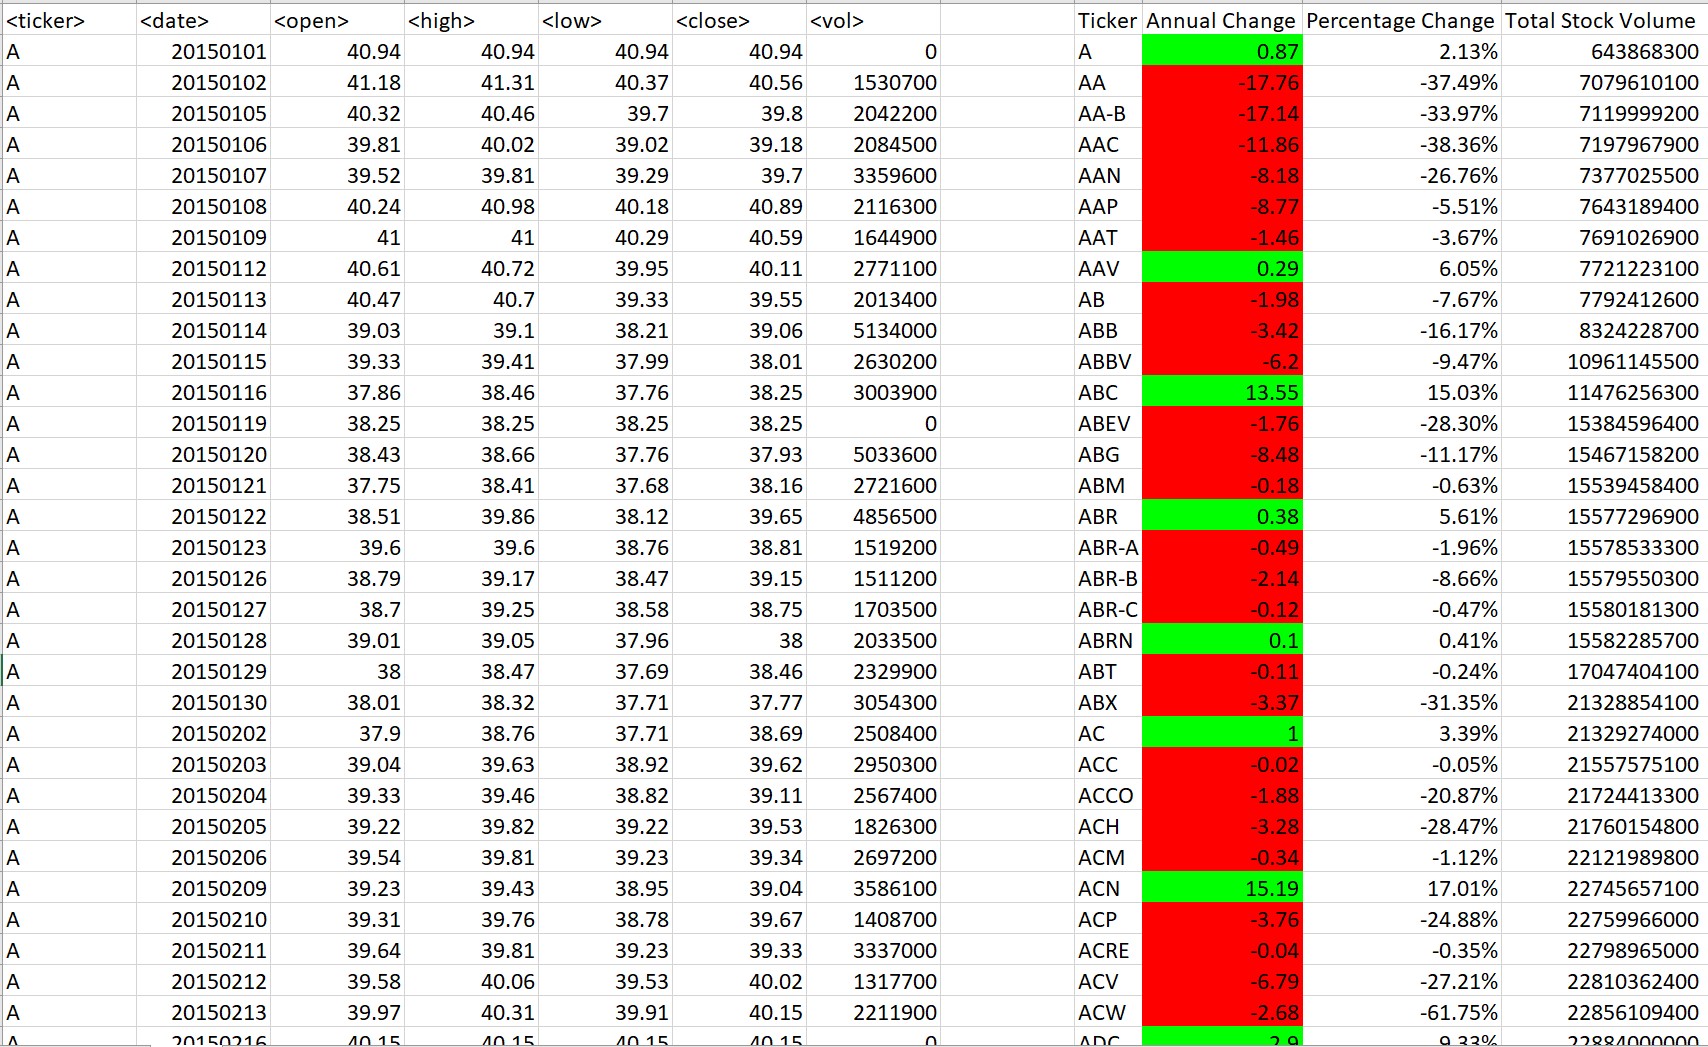 <ticker> <date> <open> <high> <low> <close> <vol> Ticker Annual Change Percentage Change Total Stock Volume
A 20150101 40.94 40.94 40.94 40.94 0 A 0.87 2.13% 643868300
A 20150102 41.18 41.31 40.37 40.56 1530700 AA -17.76 -37.49% 7079610100
A 20150105 40.32 40.46 39.7 39.8 2042200 AA-B -17.14 -33.97% 7119999200
A 20150106 39.81 40.02 39.02 39.18 2084500 AAC -11.86 -38.36% 7197967900
A 20150107 39.52 39.81 39.29 39.7 3359600 AAN -8.18 -26.76% 7377025500
A 20150108 40.24 40.98 40.18 40.89 2116300 AAP -8.77 -5.51% 7643189400
A 20150109 41 41 40.29 40.59 1644900 AAT -1.46 -3.67% 7691026900
A 20150112 40.61 40.72 39.95 40.11 2771100 AAV 0.29 6.05% 7721223100
A 20150113 40.47 40.7 39.33 39.55 2013400 AB -1.98 -7.67% 7792412600
A 20150114 39.03 39.1 38.21 39.06 5134000 ABB -3.42 -16.17% 8324228700
A 20150115 39.33 39.41 37.99 38.01 2630200 ABBV -6.2 -9.47% 10961145500
A 20150116 37.86 38.46 37.76 38.25 3003900 ABC 13.55 15.03% 11476256300
A 20150119 38.25 38.25 38.25 38.25 0 ABEV -1.76 -28.30% 15384596400
A 20150120 38.43 38.66 37.76 37.93 5033600 ABG -8.48 -11.17% 15467158200
A 20150121 37.75 38.41 37.68 38.16 2721600 ABM -0.18 -0.63% 15539458400
A 20150122 38.51 39.86 38.12 39.65 4856500 ABR 0.38 5.61% 15577296900
A 20150123 39.6 39.6 38.76 38.81 1519200 ABR-A -0.49 -1.96% 15578533300
A 20150126 38.79 39.17 38.47 39.15 1511200 ABR-B -2.14 -8.66% 15579550300
A 20150127 38.7 39.25 38.58 38.75 1703500 ABR-C -0.12 -0.47% 15580181300
A 20150128 39.01 39.05 37.96 38 2033500 ABRN 0.1 0.41% 15582285700
A 20150129 38 38.47 37.69 38.46 2329900 ABT -0.11 -0.24% 17047404100
A 20150130 38.01 38.32 37.71 37.77 3054300 ABX -3.37 -31.35% 21328854100
A 20150202 37.9 38.76 37.71 38.69 2508400 AC 1 3.39% 21329274000
A 20150203 39.04 39.63 38.92 39.62 2950300 ACC -0.02 -0.05% 21557575100
A 20150204 39.33 39.46 38.82 39.11 2567400 ACCO -1.88 -20.87% 21724413300
A 20150205 39.22 39.82 39.22 39.53 1826300 ACH -3.28 -28.47% 21760154800
A 20150206 39.54 39.81 39.23 39.34 2697200 ACM -0.34 -1.12% 22121989800
A 20150209 39.23 39.43 38.95 39.04 3586100 ACN 15.19 17.01% 22745657100
A 20150210 39.31 39.76 38.78 39.67 1408700 ACP -3.76 -24.88% 22759966000
A 20150211 39.64 39.81 39.23 39.33 3337000 ACRE -0.04 -0.35% 22798965000
A 20150212 39.58 40.06 39.53 40.02 1317700 ACV -6.79 -27.21% 22810362400
A 20150213 39.97 40.31 39.91 40.15 2211900 ACW -2.68 -61.75% 22856109400
A 20150216 40.15 40.15 40.15 40.15 0 ADC 2.9 9.33% 22884000000